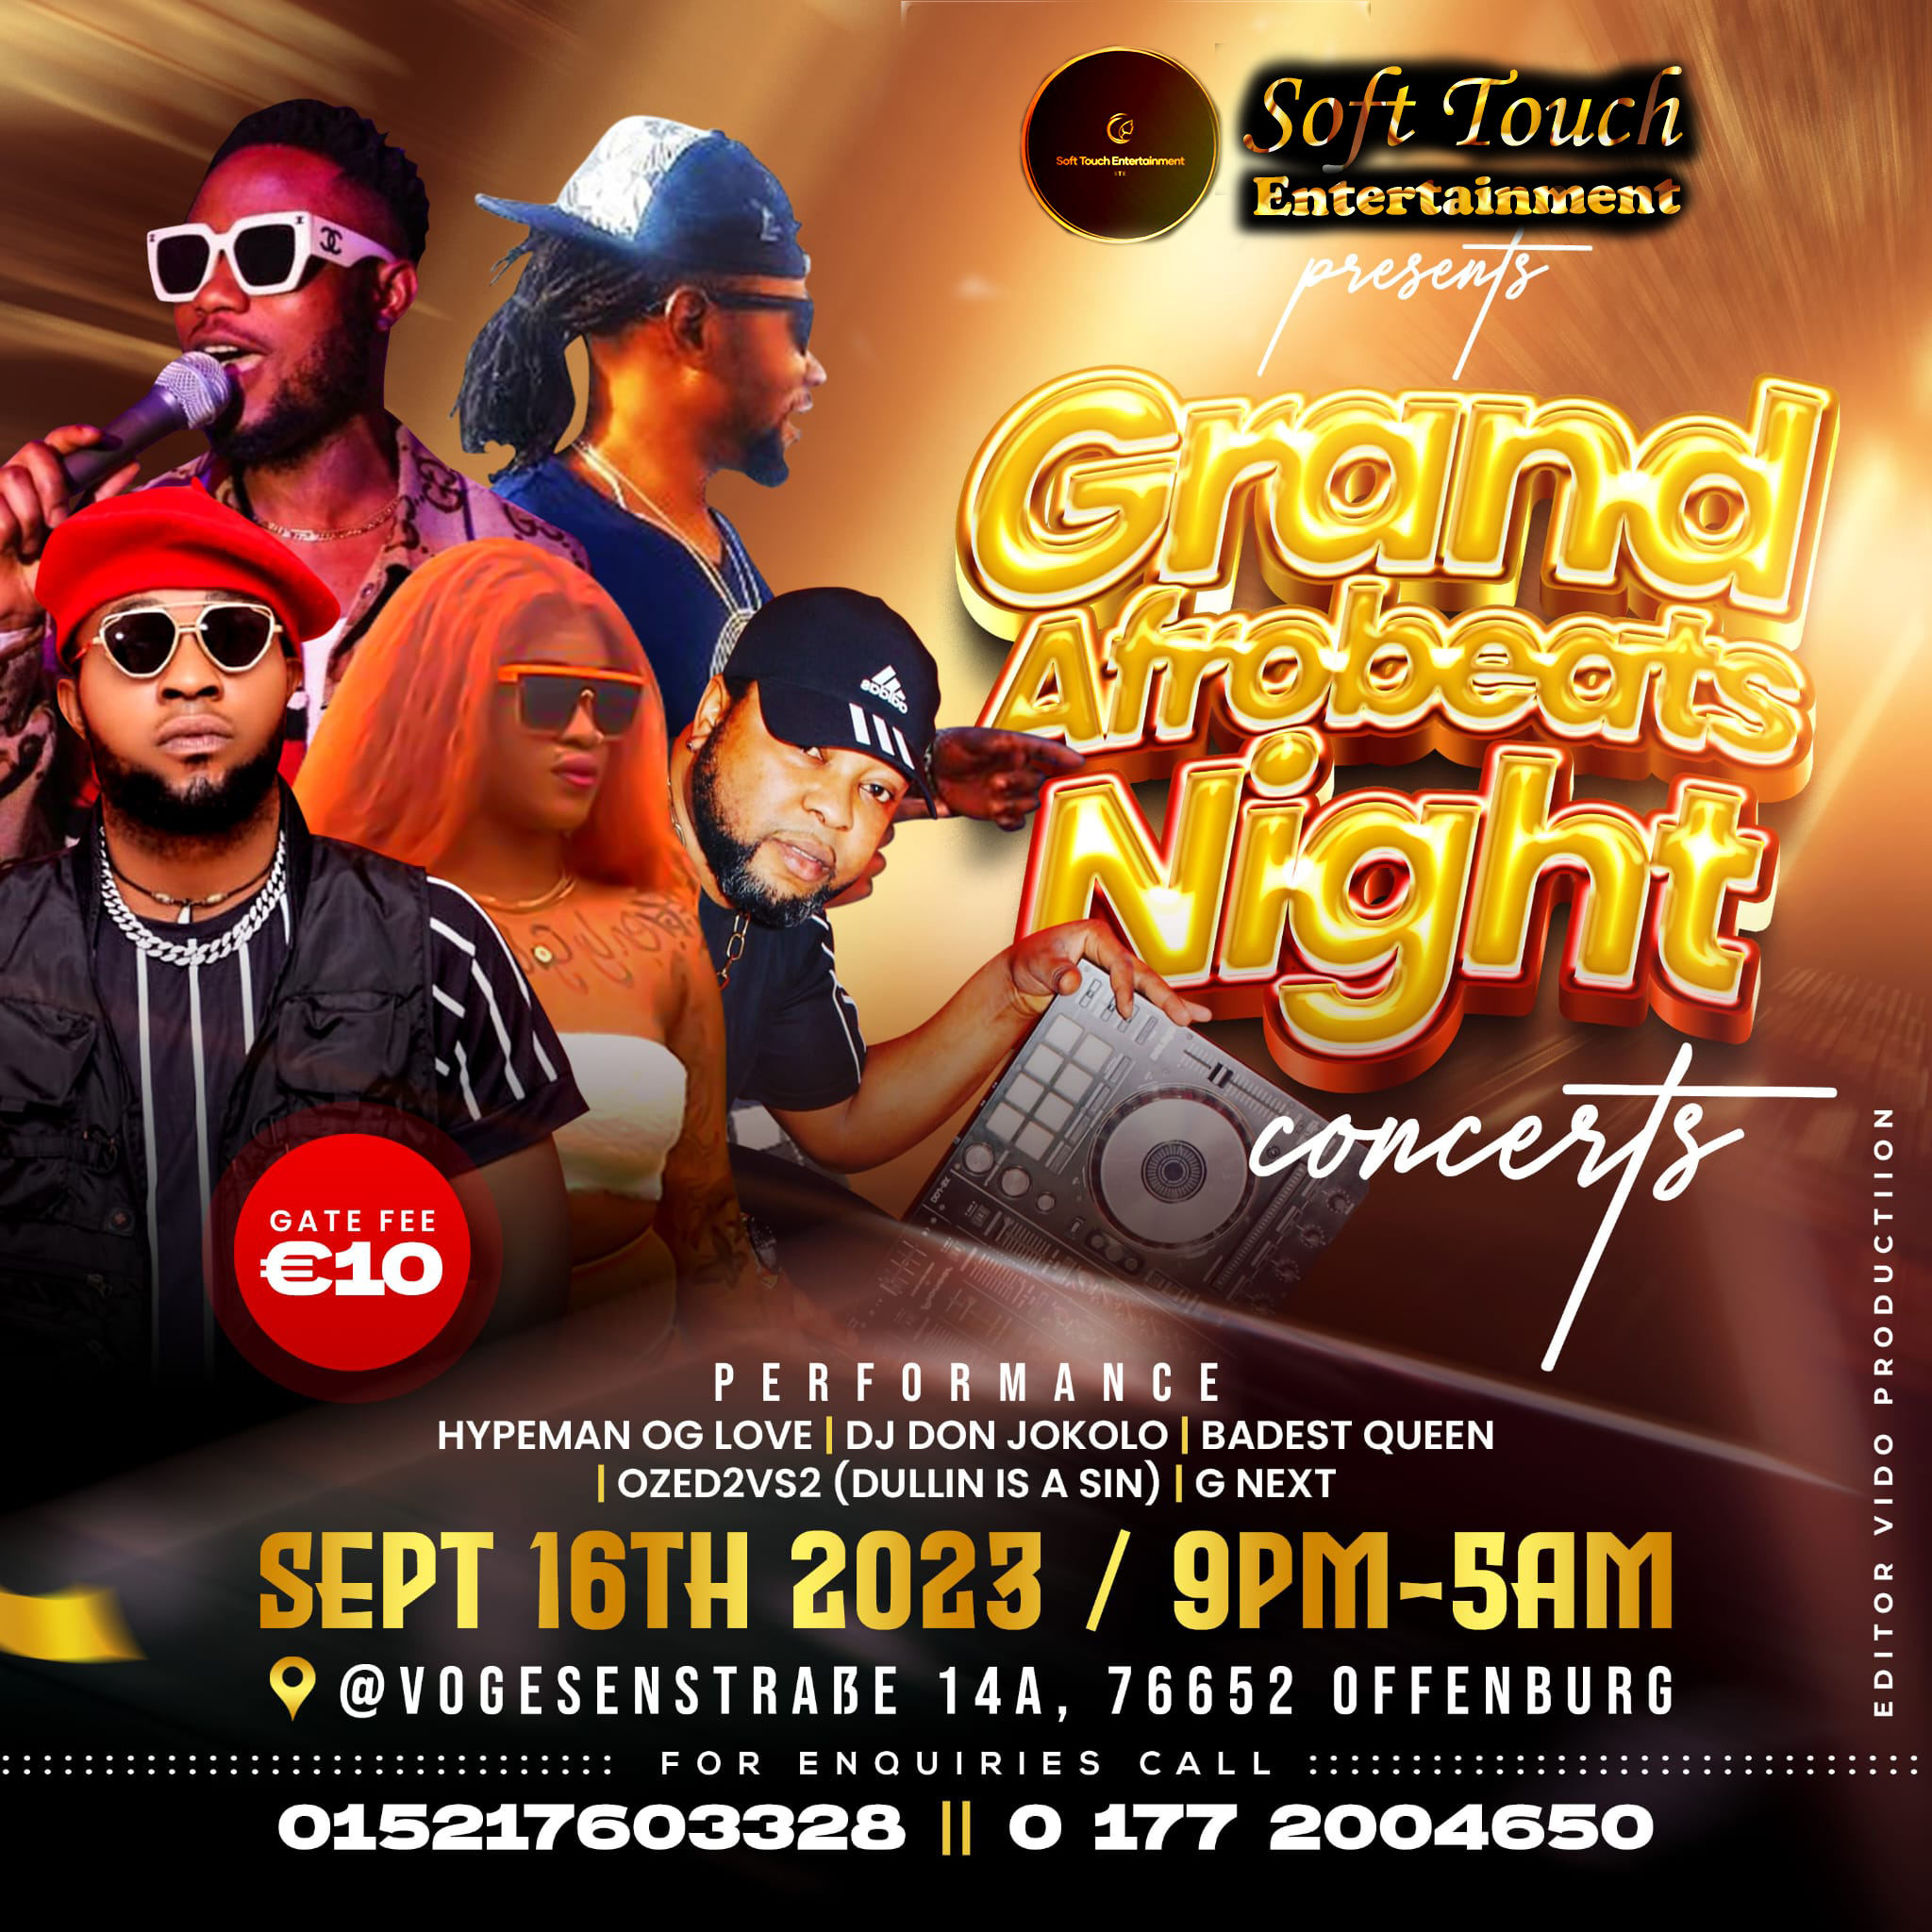 Soft Touch Entertainment
STE
Soft Touch
Entertainment
presents
Grand
Afrobeats
Night
concerts
adidas
GATE FEE
€10
PERFORMANCE
HYPEMAN OG LOVE | DJ DON JOKOLO | BADEST QUEEN
| OZED2VS2 (DULLIN IS A SIN) | G NEXT
SEPT 16TH 2023 / 9PM-5AM
@VOGESENSTRAßE 14A, 76652 OFFENBURG
FOR ENQUIRIES CALL
015217603328 || 0 177 2004650
EDITOR VIDO PRODUCTIION